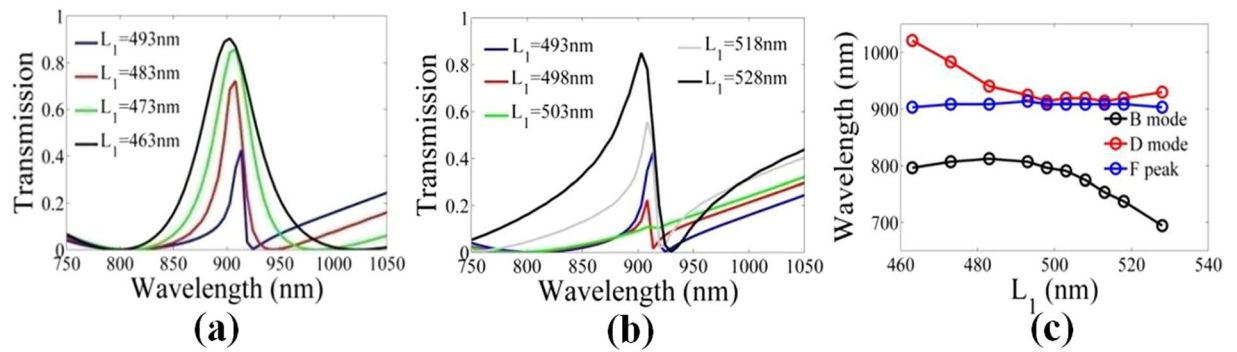 1
0.8
0.6
0.4
0.2
0
Transmission
L1=493nm
L1=483nm
L1=473nm
L1=463nm
750 800 850 900 950 1000 1050
Wavelength (nm)
(a)
1
0.8
0.6
0.4
0.2
0
Transmission
L1=493nm
L1=498nm
L1=503nm
L1=518nm
L1=528nm
750 800 850 900 950 1000 1050
Wavelength (nm)
(b)
1000
900
800
700
Wavelength (nm)
B mode
D mode
F peak
460 480 500 520 540
L1 (nm)
(c)